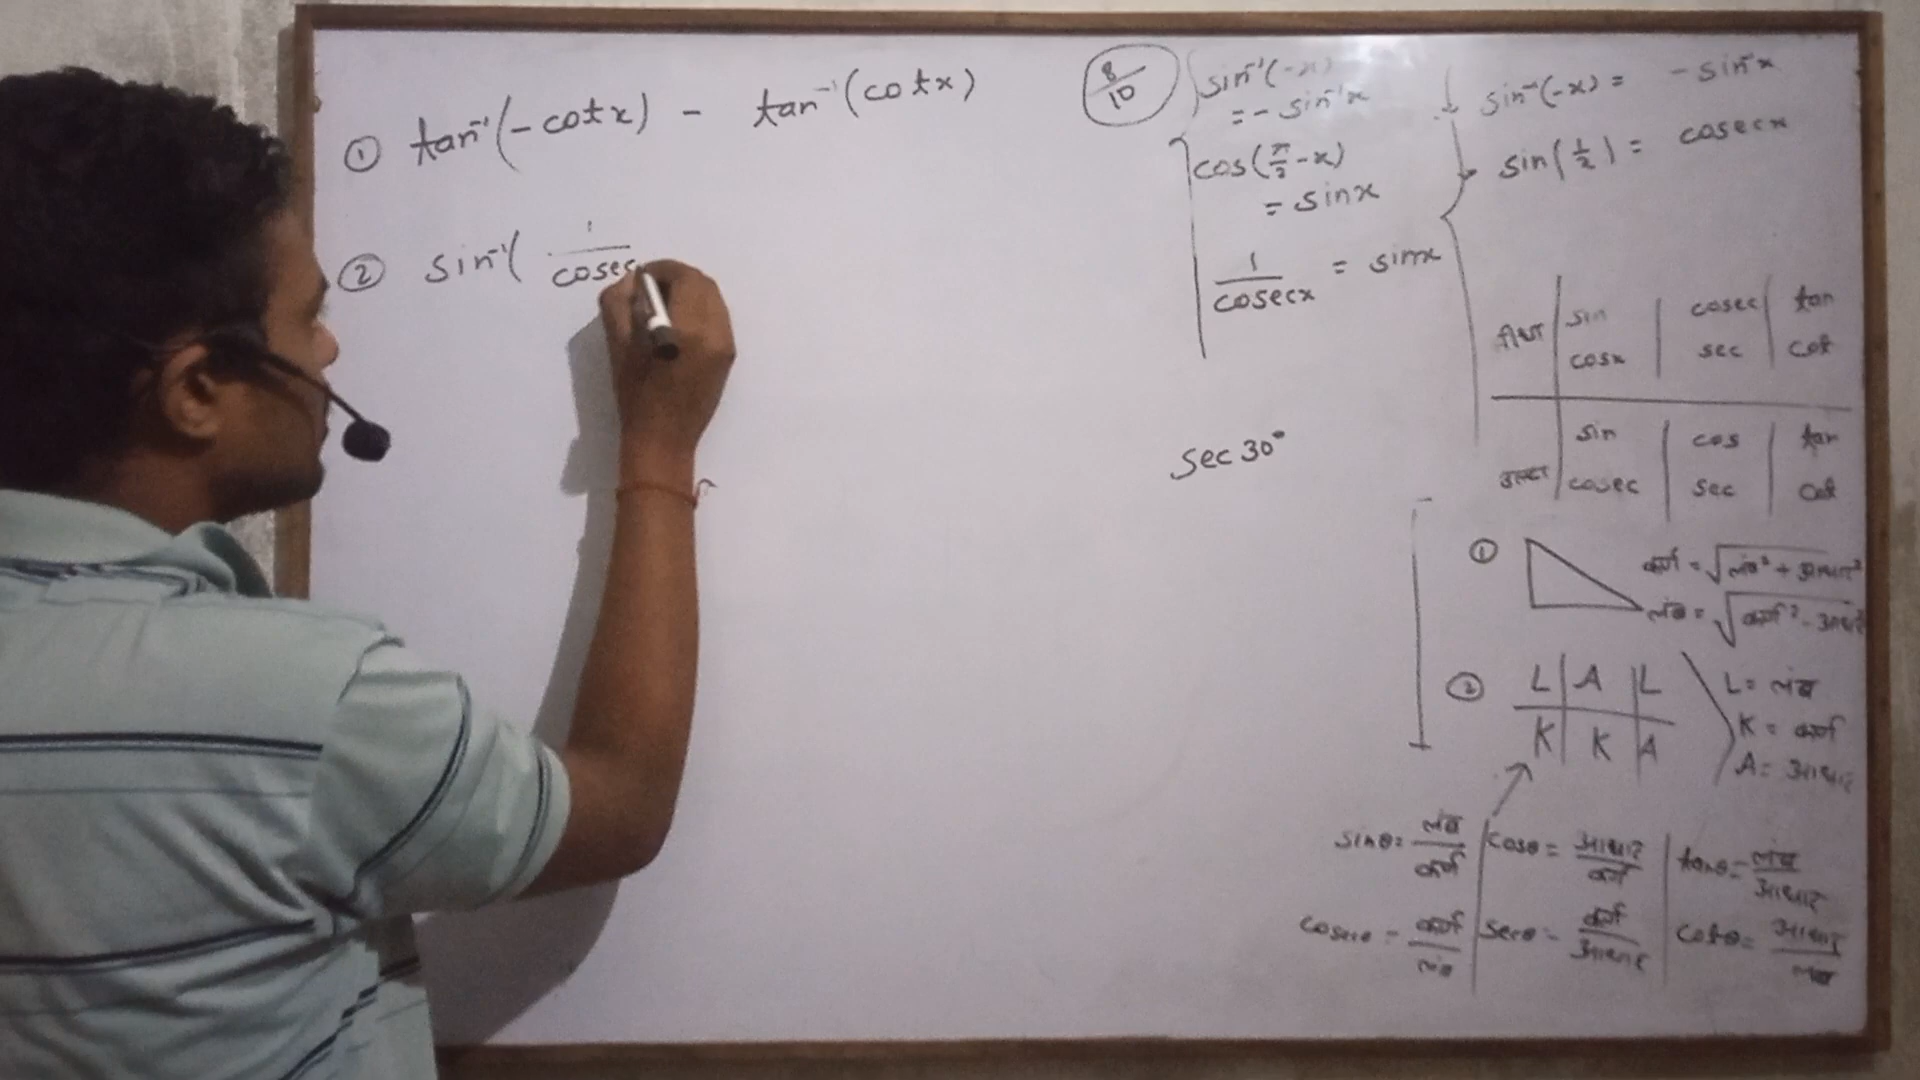 ① tan⁻¹(-cotx) - tan⁻¹(cotx)
② sin⁻¹( 1/cosec
8/10
sin⁻¹(-x)
= - sin⁻¹x
cos(π/2 - x)
= sinx
1/cosecx = sinx
sin⁻¹(-x) = - sin⁻¹x
sin(1/2) = cosecx
sin | cosec | tan
cosx | sec | cot
sin | cos | tan
उल्टा cosec | sec | cot
sec 30°
① कर्ण = √लंब² + आधार²
लंब = √कर्ण² - आधार²
② L | A | L
K | K | A
L = लंब
K = कर्ण
A = आधार
sinθ = लंब/कर्ण | cosθ = आधार/कर्ण | tanθ = लंब/आधार
cosecθ = कर्ण/लंब | secθ = कर्ण/आधार | cotθ = आधार/लंब